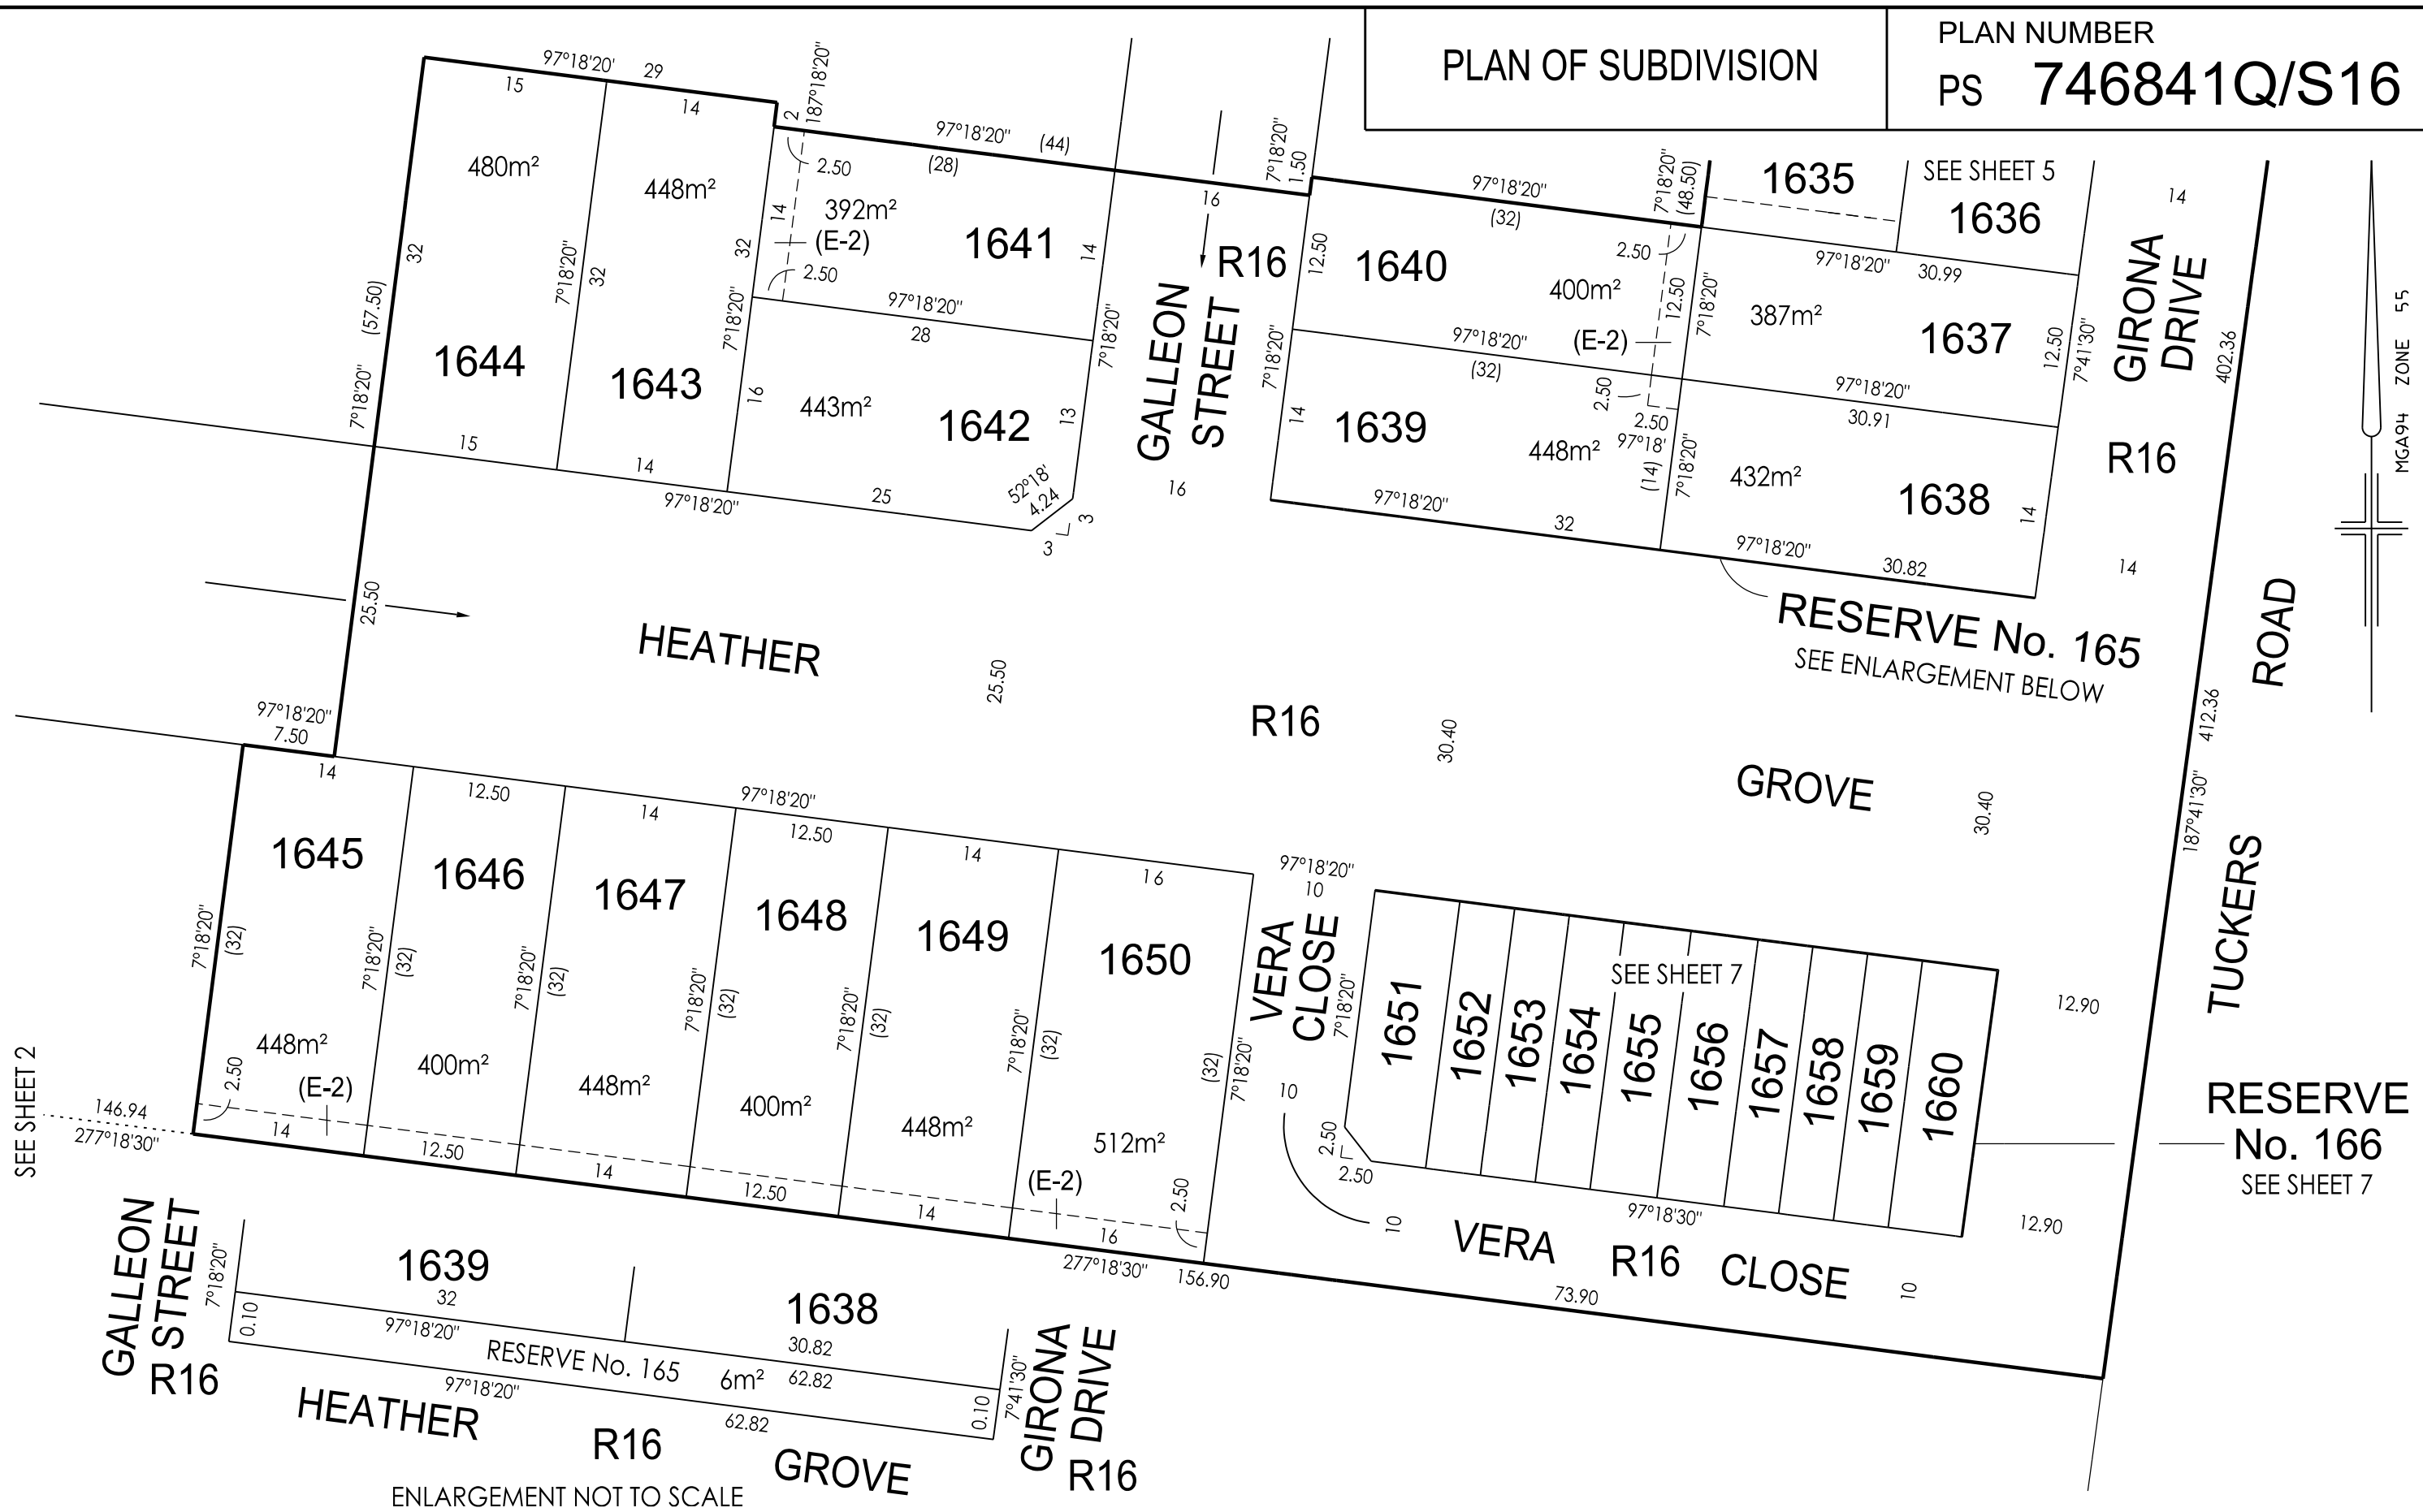 PLAN OF SUBDIVISION
PLAN NUMBER
PS 746841Q/S16
97°18'20' 29
15
14
480m²
448m²
32
(57.50)
7°18'20"
7°18'20"
32
1644
1643
15
14
97°18'20"
2
187°18'20"
97°18'20" (44)
(28)
2.50
14
392m²
(E-2)
1641
14
32
2.50
97°18'20"
28
7°18'20"
7°18'20"
16
443m²
1642
13
25
52°18'
4.24
3
3
16
R16
GALLEON
STREET
16
7°18'20"
1.50
97°18'20"
(32)
7°18'20"
(48.50)
12.50
1640
400m²
2.50
12.50
7°18'20"
(E-2)
97°18'20"
(32)
7°18'20"
14
1639
448m²
2.50
2.50
97°18'
(14)
7°18'20"
97°18'20"
32
1635
SEE SHEET 5
1636
97°18'20" 30.99
387m²
1637
12.50
7°41'30"
97°18'20"
30.91
432m²
1638
14
97°18'20"
30.82
14
GIRONA
DRIVE
R16
14
402.36
MGA94 ZONE 55
RESERVE No. 165
SEE ENLARGEMENT BELOW
ROAD
412.36
187°41'30"
TUCKERS
25.50
HEATHER
25.50
R16
30.40
GROVE
30.40
97°18'20"
7.50
14
12.50
14
97°18'20"
12.50
14
16
1645
1646
1647
1648
1649
1650
7°18'20"
(32)
7°18'20"
(32)
7°18'20"
(32)
7°18'20"
(32)
7°18'20"
(32)
7°18'20"
(32)
(32)
7°18'20"
448m²
400m²
448m²
400m²
448m²
512m²
2.50
(E-2)
(E-2)
2.50
14
12.50
14
12.50
14
16
SEE SHEET 2
146.94
277°18'30"
277°18'30" 156.90
97°18'20"
10
VERA
CLOSE
7°18'20"
10
2.50
2.50
10
SEE SHEET 7
1651
1652
1653
1654
1655
1656
1657
1658
1659
1660
97°18'30"
12.90
12.90
RESERVE
No. 166
SEE SHEET 7
VERA R16 CLOSE
10
73.90
GALLEON
STREET
R16
7°18'20"
0.10
1639
32
97°18'20"
1638
30.82
RESERVE No. 165 6m² 62.82
97°18'20"
62.82
0.10
7°41'30"
GIRONA
DRIVE
R16
HEATHER R16 GROVE
ENLARGEMENT NOT TO SCALE